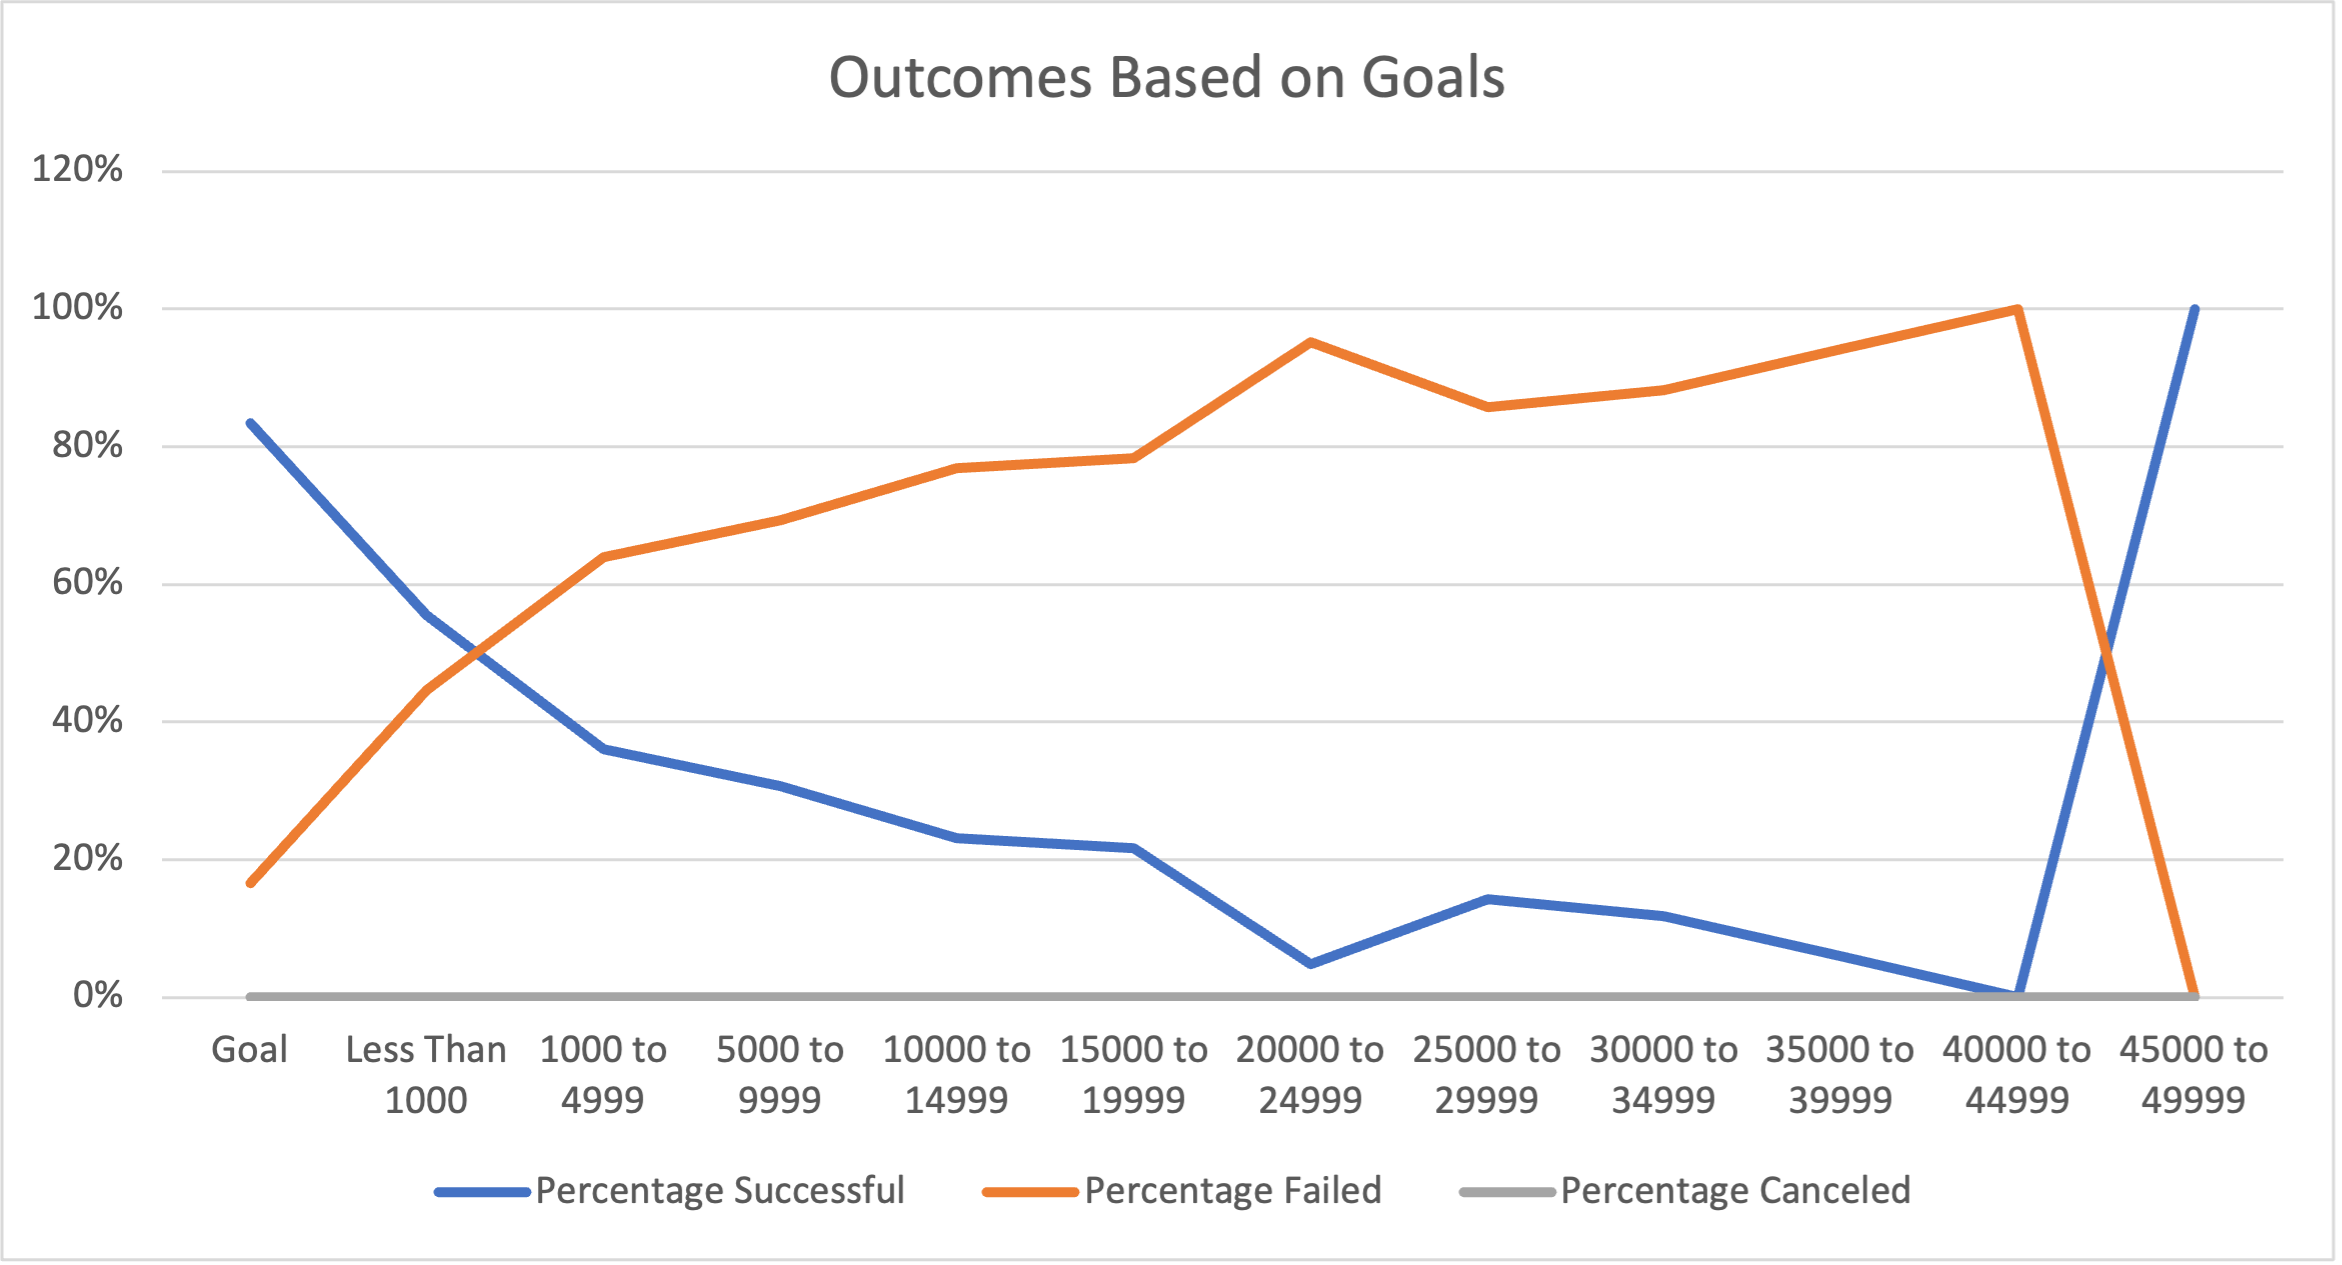 Outcomes Based on Goals
120%
100%
80%
60%
40%
20%
0%
Goal
Less Than
1000
1000 to
4999
5000 to
9999
10000 to
14999
15000 to
19999
20000 to
24999
25000 to
29999
30000 to
34999
35000 to
39999
40000 to
44999
45000 to
49999
Percentage Successful
Percentage Failed
Percentage Canceled